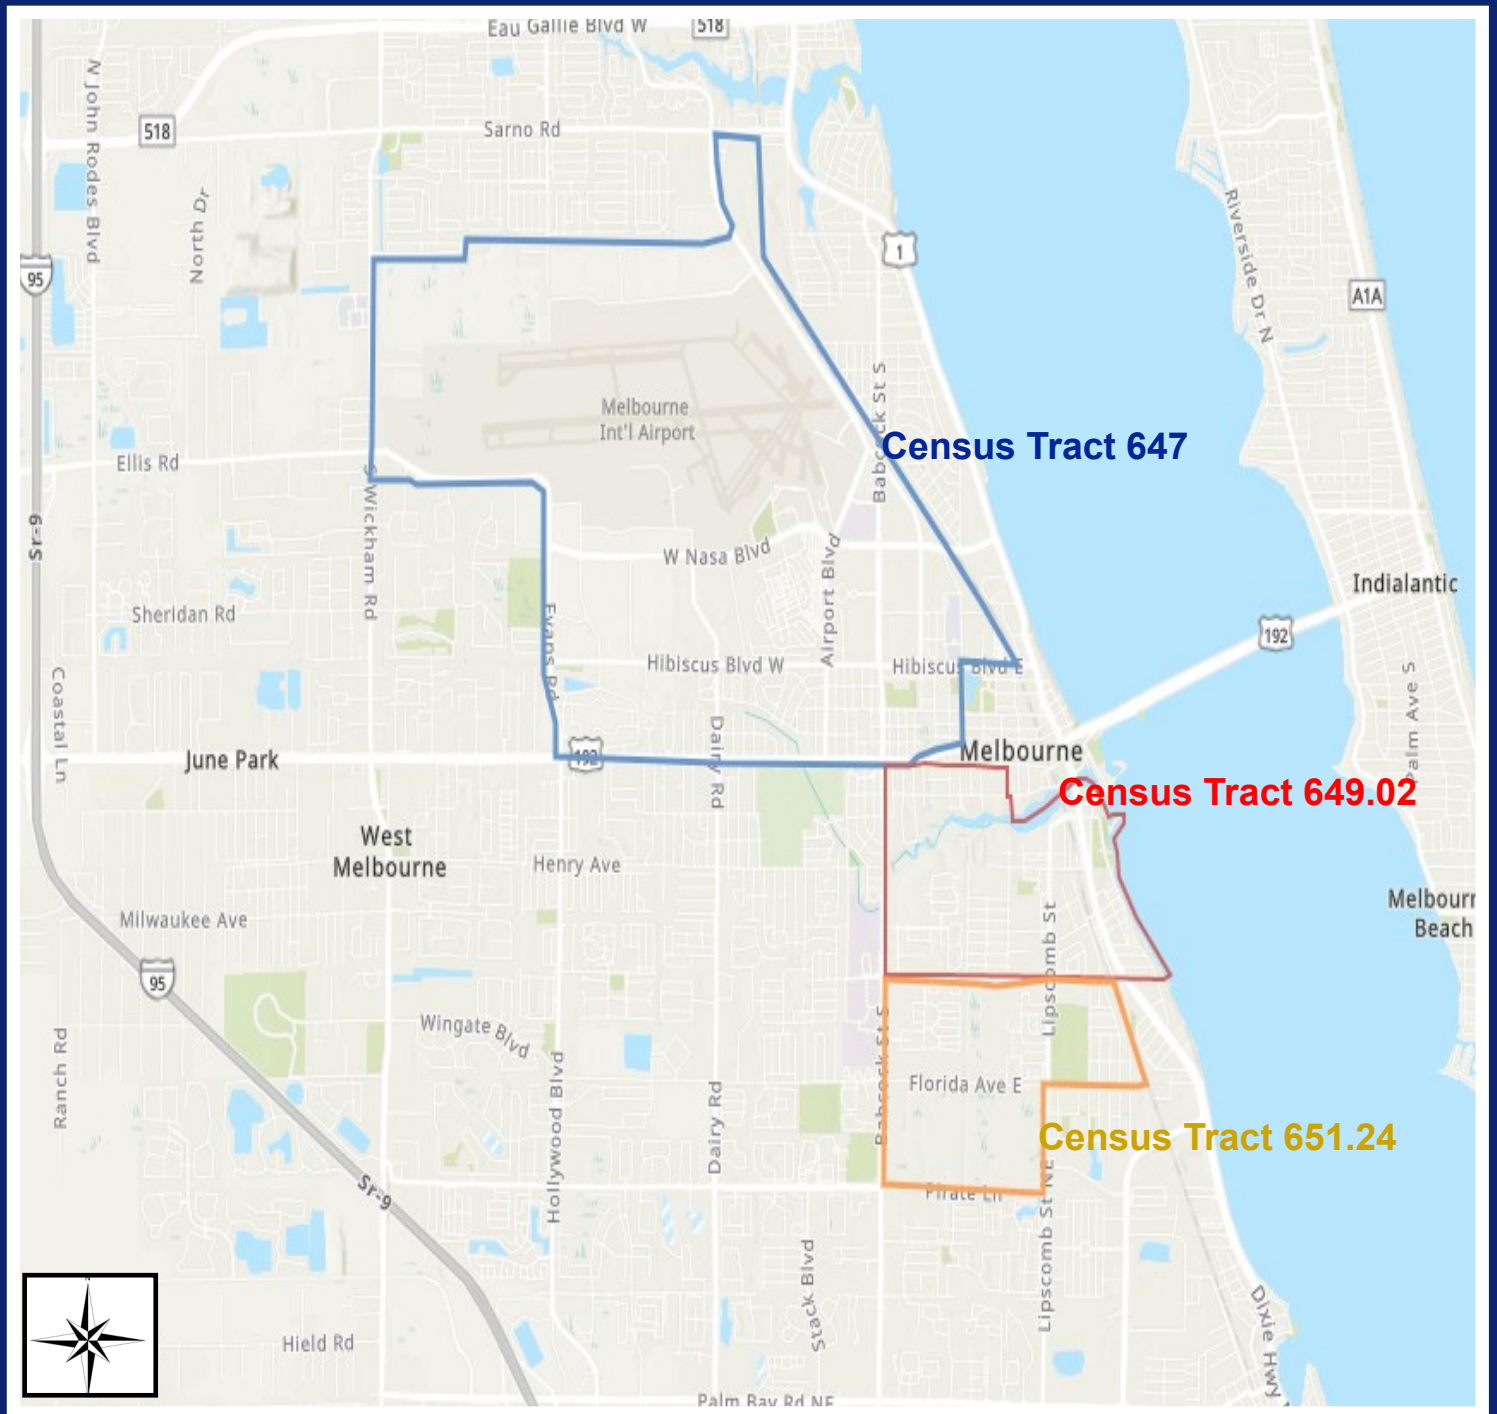 Eau Gallie Blvd W
518
N John Rodes Blvd
518
Sarno Rd
North Dr
Riverside Dr N
1
95
A1A
Babcock St S
Melbourne
Int'l Airport
Census Tract 647
Ellis Rd
S Wickham Rd
Sr-9
W Nasa Blvd
Airport Blvd
Indialantic
Sheridan Rd
Evans Rd
192
Hibiscus Blvd W
Hibiscus Blvd E
Coastal Ln
Palm Ave S
Dairy Rd
June Park
192
Melbourne
Census Tract 649.02
West
Melbourne
Henry Ave
Milwaukee Ave
Lipscomb St
Melbourn
Beach
95
Wingate Blvd
Ranch Rd
Hollywood Blvd
Dairy Rd
Babcock St S
Florida Ave E
Census Tract 651.24
Sr-9
Pirate Ln
Lipscomb St NE
Stack Blvd
Dixie Hwy
Hield Rd
Palm Bay Rd NE